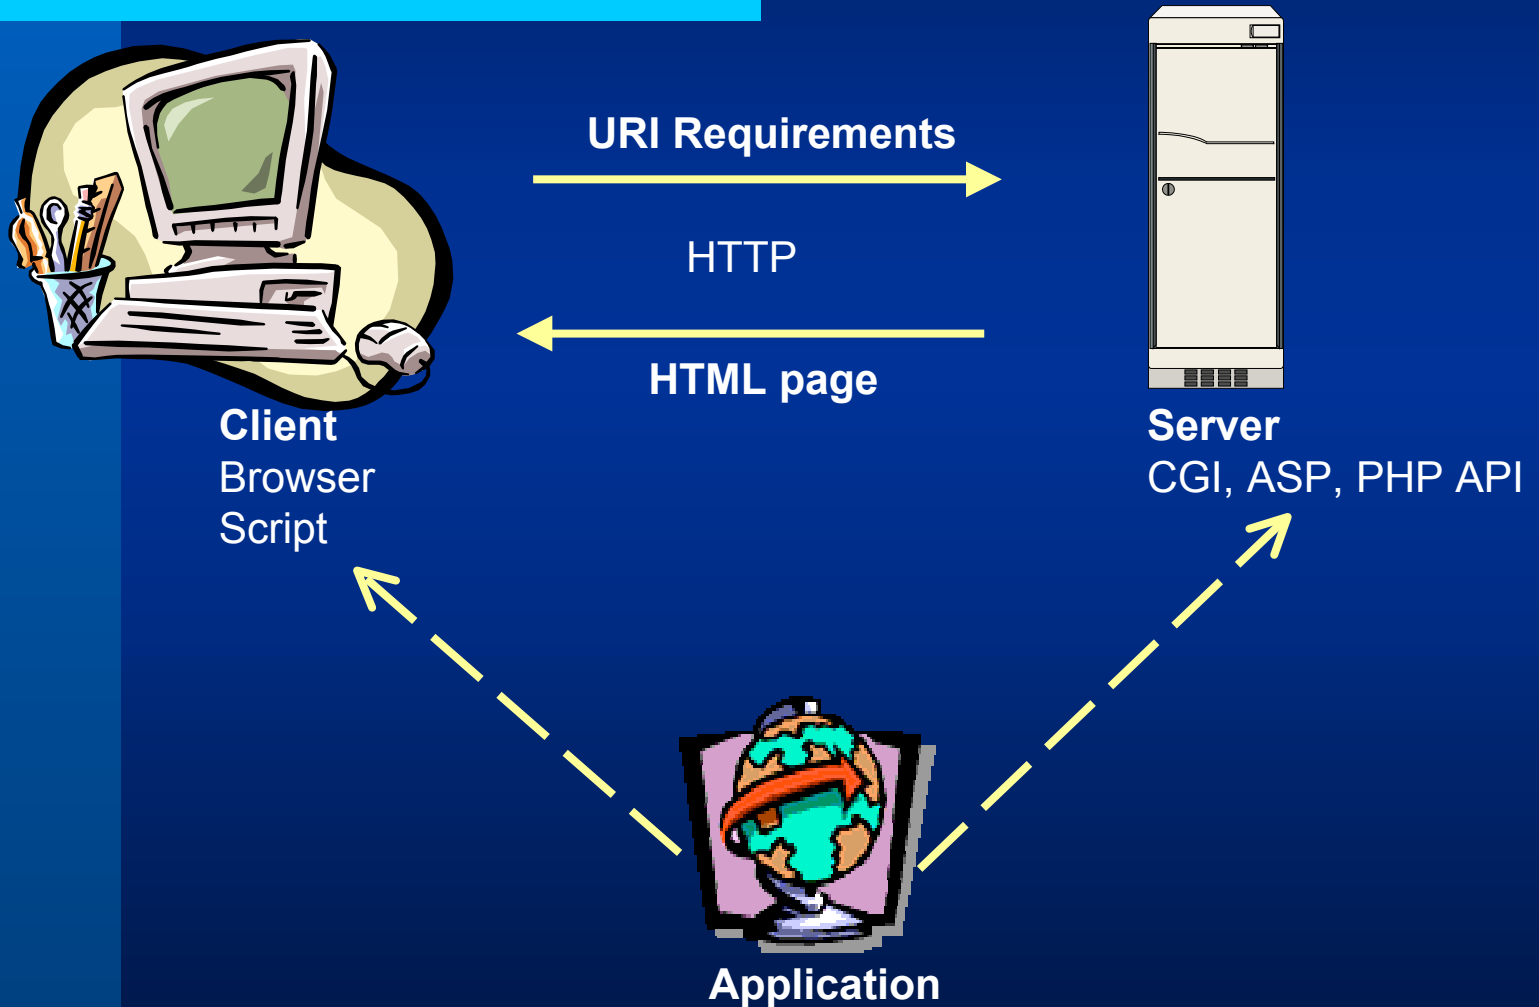 URI Requirements
HTTP
HTML page
Client
Browser
Script
Server
CGI, ASP, PHP API
Application